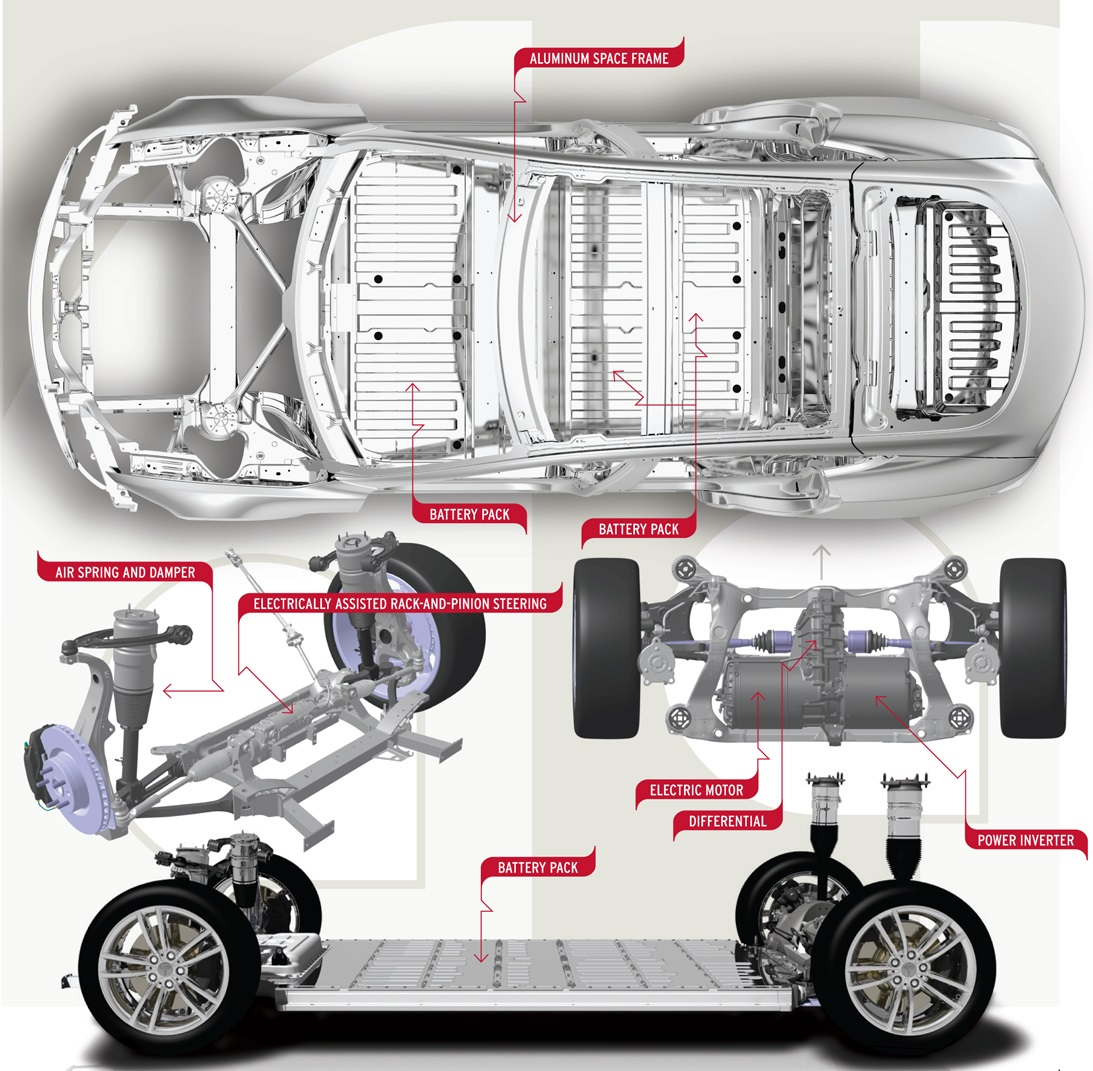 ALUMINUM SPACE FRAME
BATTERY PACK
BATTERY PACK
AIR SPRING AND DAMPER
ELECTRICALLY ASSISTED RACK-AND-PINION STEERING
ELECTRIC MOTOR
DIFFERENTIAL
POWER INVERTER
BATTERY PACK